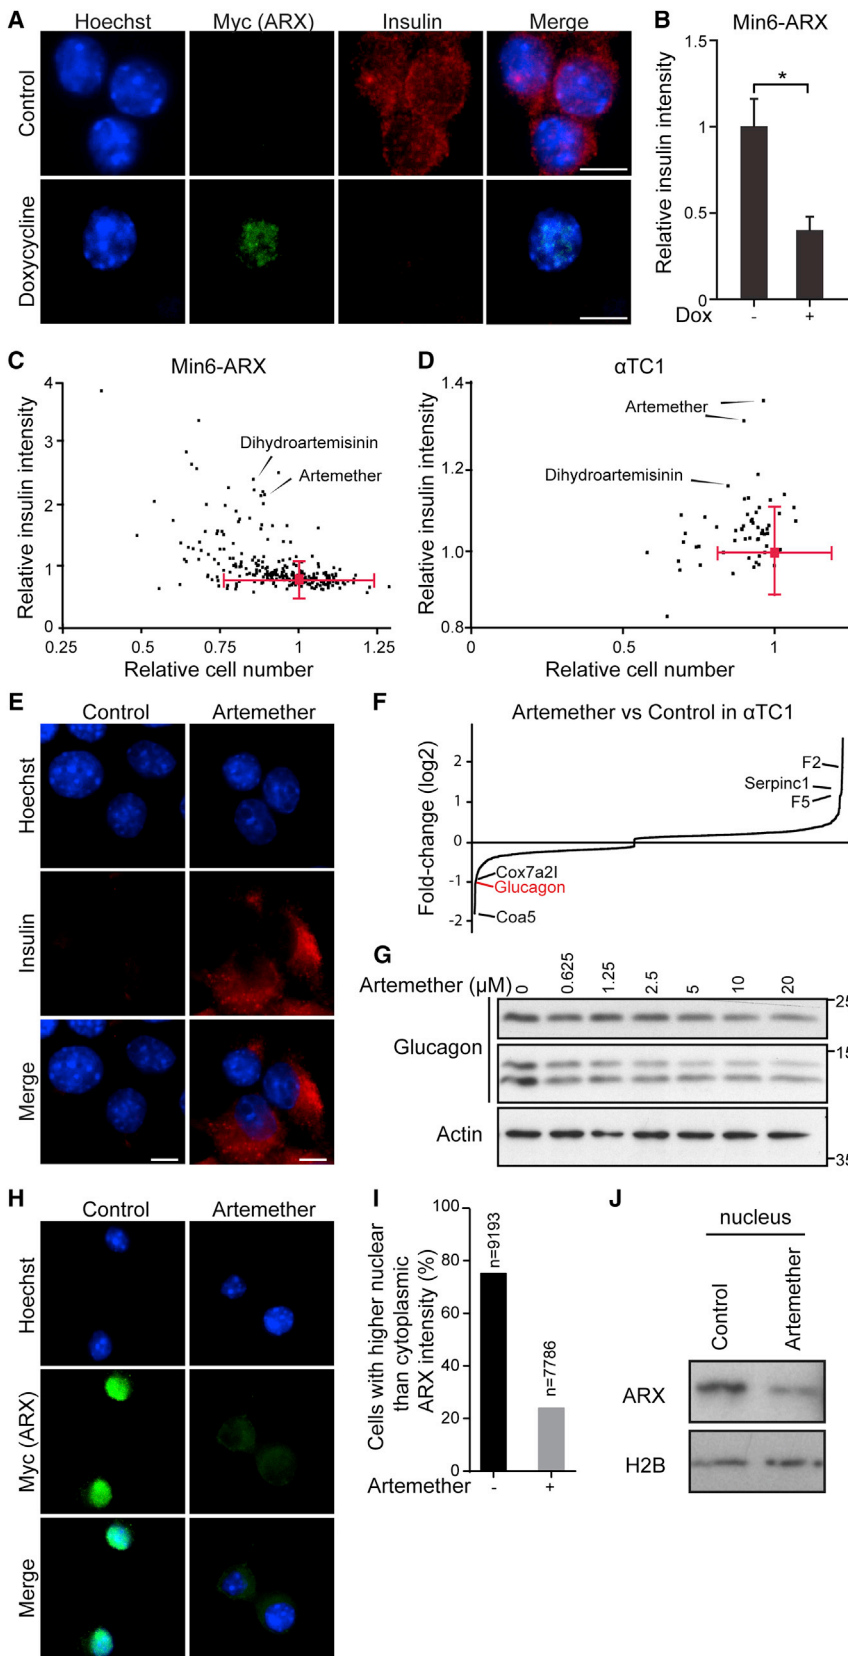 A
Hoechst Myc (ARX) Insulin Merge
Control
Doxycycline
B
Min6-ARX
Relative insulin intensity
1.5
1
0.5
0
*
Dox - +
C
Min6-ARX
Relative insulin intensity
4
3
2
1
0
Dihydroartemisinin
Artemether
0.25 0.5 0.75 1 1.25
Relative cell number
D
αTC1
Relative insulin intensity
1.4
1.2
1.0
0.8
Artemether
Dihydroartemisinin
0 0.5 1
Relative cell number
E
Control Artemether
Hoechst
Insulin
Merge
F
Artemether vs Control in αTC1
Fold-change (log2)
2
1
0
-1
-2
F2
Serpinc1
F5
Cox7a2l
Glucagon
Coa5
G
Artemether (µM) 0 0.625 1.25 2.5 5 10 20
Glucagon
25
15
Actin
35
H
Control Artemether
Hoechst
Myc (ARX)
Merge
I
Cells with higher nuclear
than cytoplasmic
ARX intensity (%)
100
80
60
40
20
0
n=9193
n=7786
Artemether - +
J
nucleus
Control
Artemether
ARX
H2B